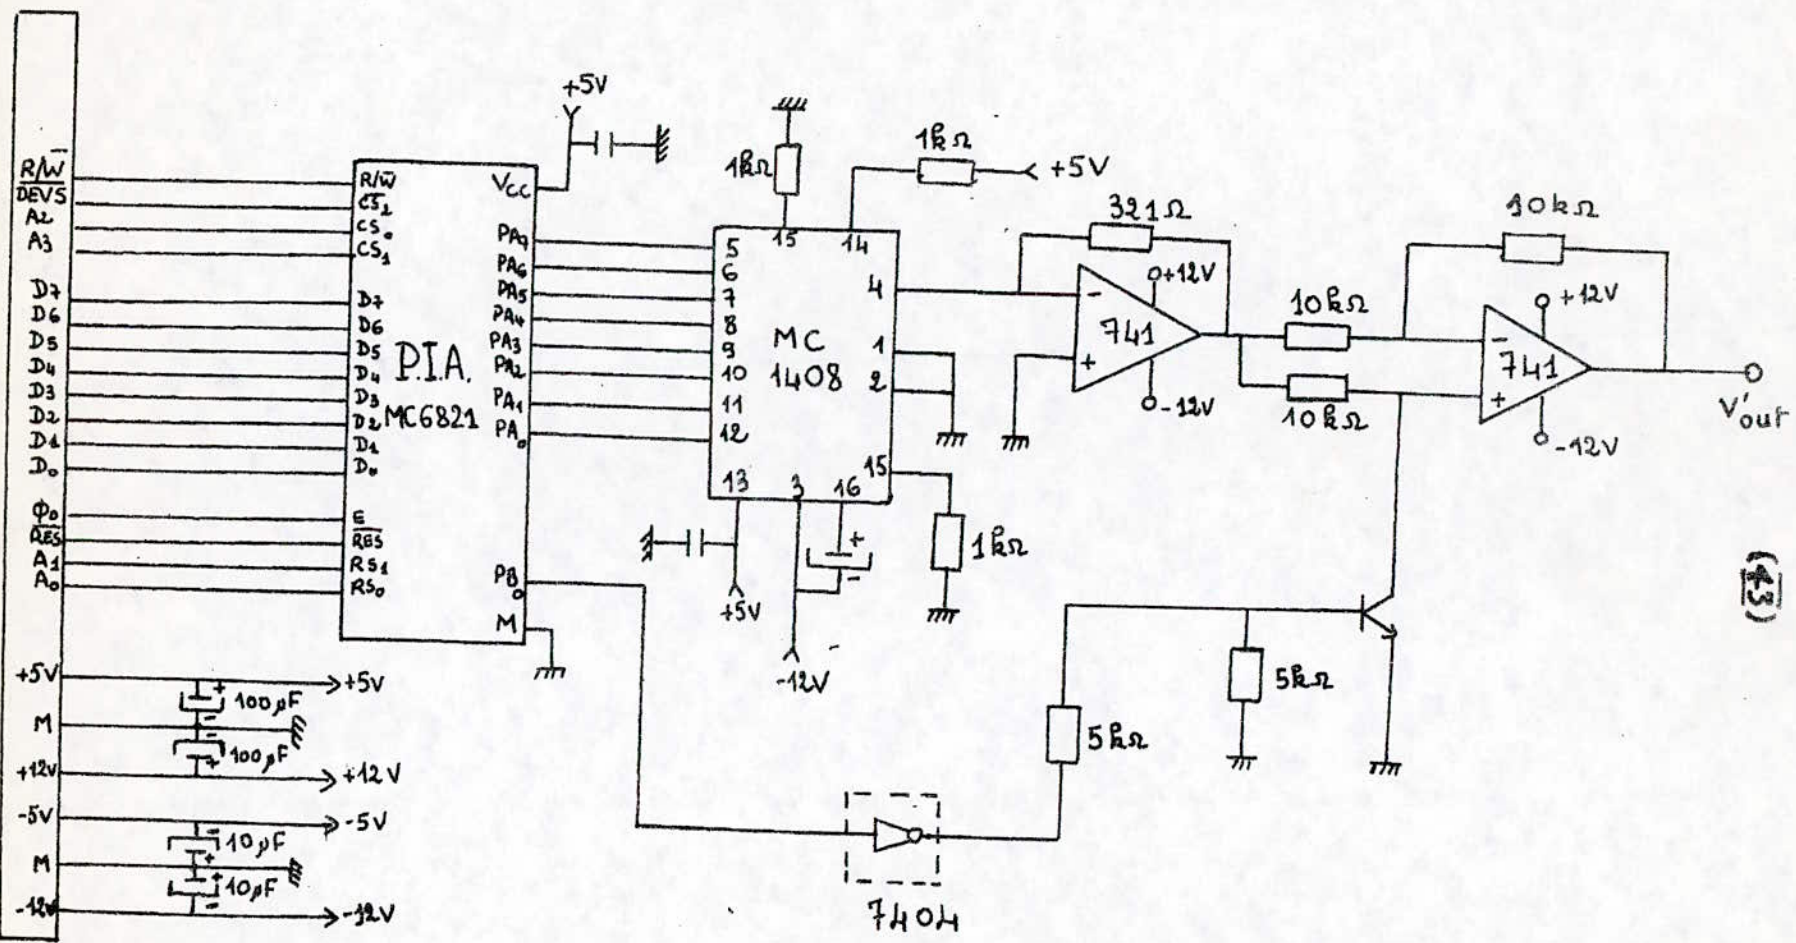 R/W̅
D̅E̅V̅S̅
A2
A3
D7
D6
D5
D4
D3
D2
D1
D0
Φ0
R̅E̅S̅
A1
A0
+5V
M
+12V
-5V
M
-12V
R/W̅
C̅S̅2
CS0
CS1
D7
D6
D5
D4
D3
D2
D1
D0
E
R̅E̅S̅
RS1
RS0
P.I.A.
MC6821
Vcc
PA7
PA6
PA5
PA4
PA3
PA2
PA1
PA0
PB0
M
+5V
100µF
+5V
100µF
+12V
-5V
10µF
10µF
-12V
+
-
-
+
-
+
+
-
1kΩ
1kΩ
+5V
15
14
5
6
7
8
9
10
11
12
4
1
2
15
13
3
16
MC
1408
+5V
-12V
+
-
1kΩ
321Ω
-
+
741
+12V
-12V
10kΩ
10kΩ
10kΩ
-
+
741
+12V
-12V
V'out
5kΩ
5kΩ
7404
(43)